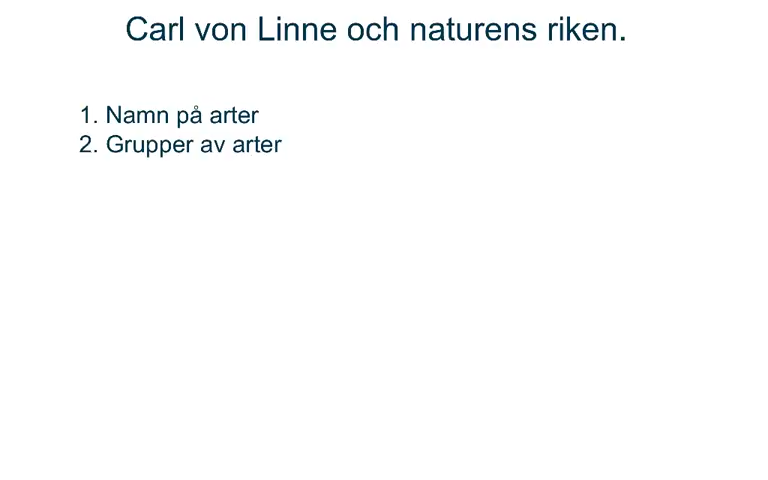 Carl von Linne och naturens riken.
1. Namn på arter
2. Grupper av arter